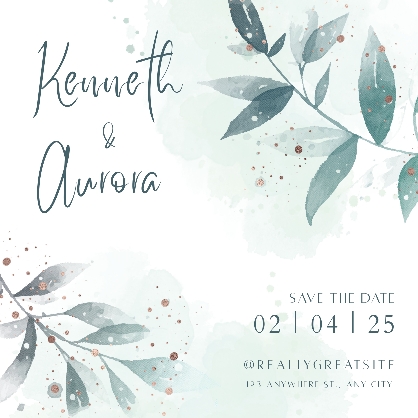 Kenneth
&
Aurora
SAVE THE DATE
02 | 04 | 25
@REALLYGREATSITE
123 ANYWHERE ST., ANY CITY